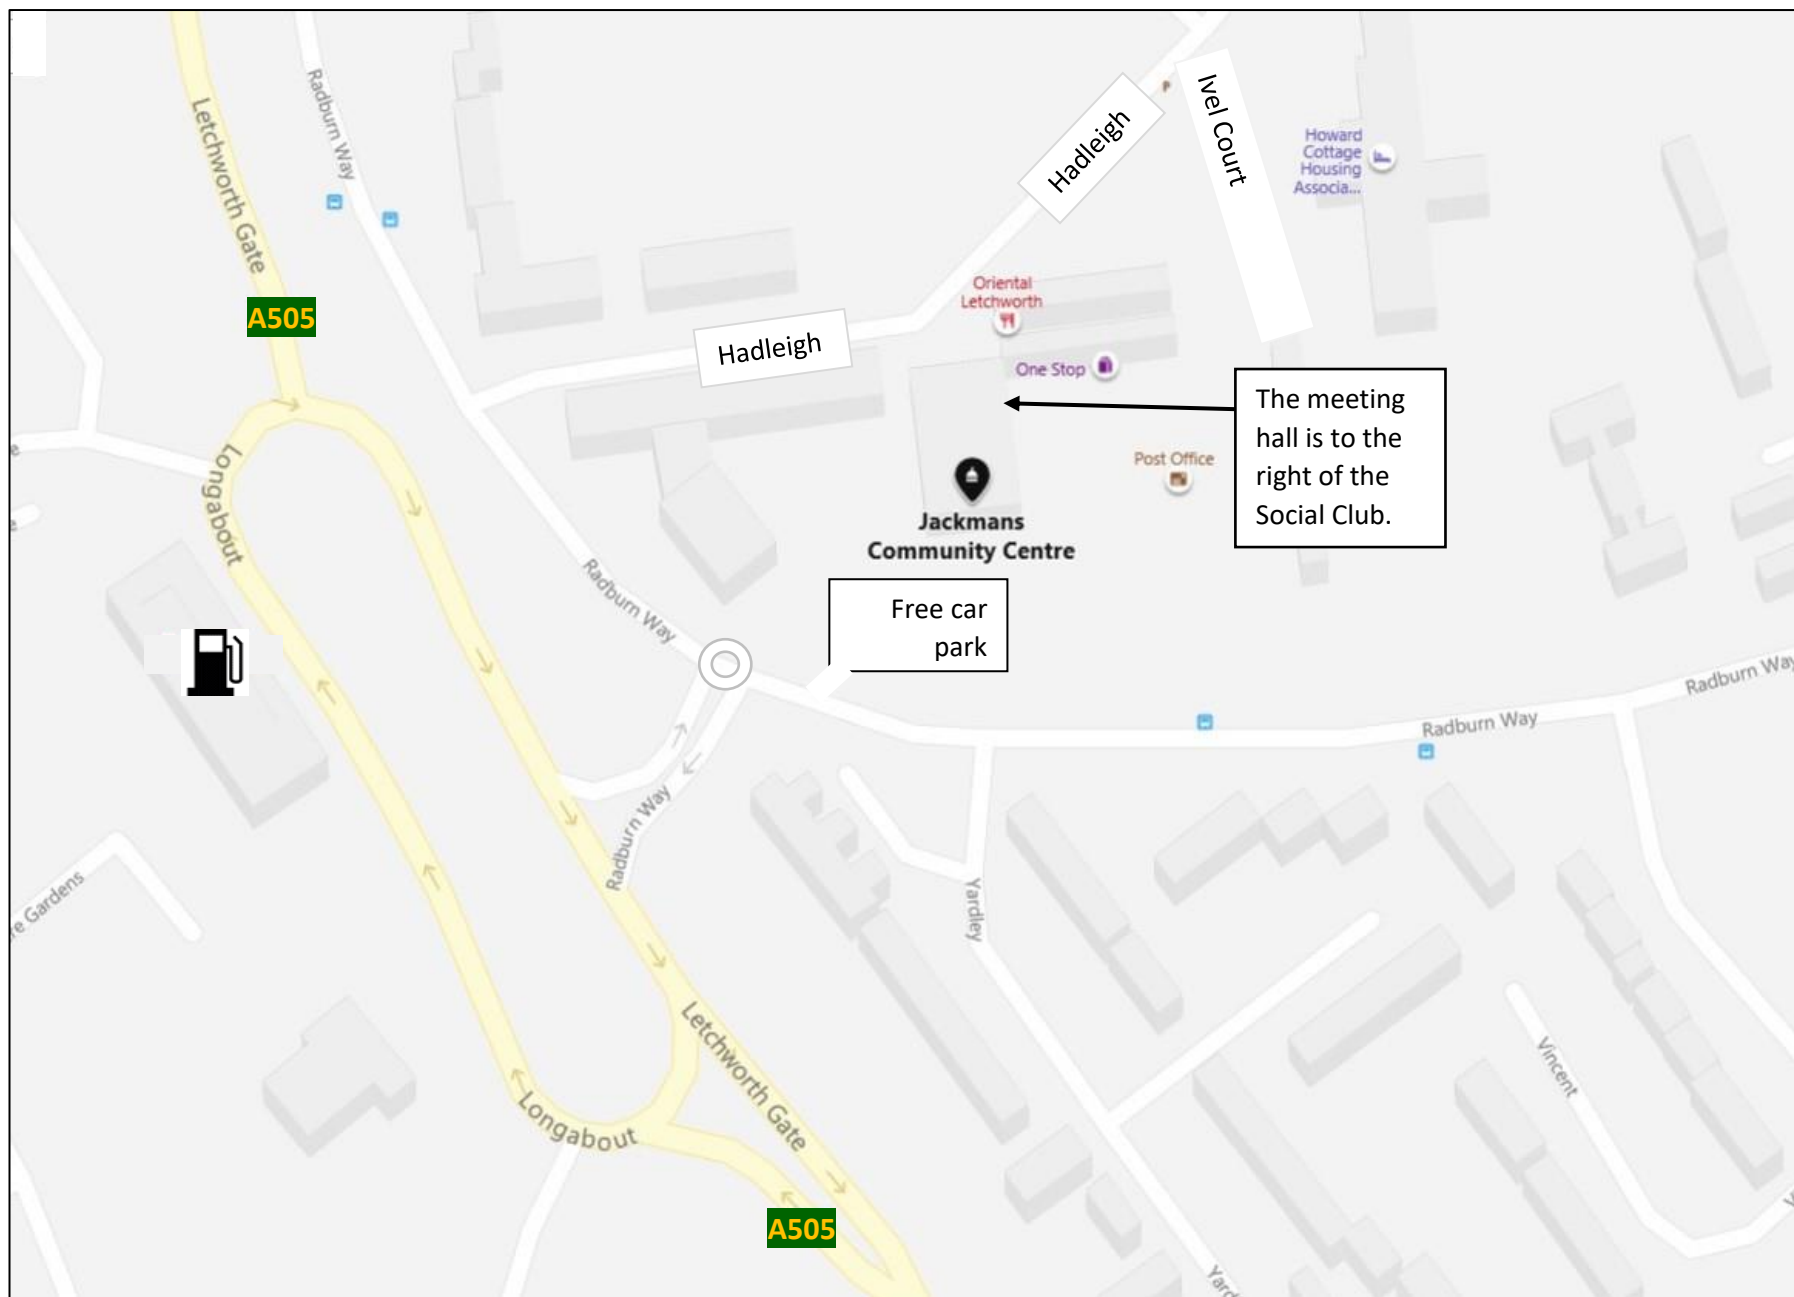 Radburn Way
Letchworth Gate
Hadleigh
Ivel Court
P
Howard
Cottage
Housing
Associa...
A505
Oriental
Letchworth
Hadleigh
One Stop
The meeting
hall is to the
right of the
Social Club.
Longabout
Post Office
Jackmans
Community Centre
Radburn Way
Free car
park
Radburn Way
Radburn Way
Radburn Way
re Gardens
Yardley
Letchworth Gate
Vincent
Longabout
A505
Yard